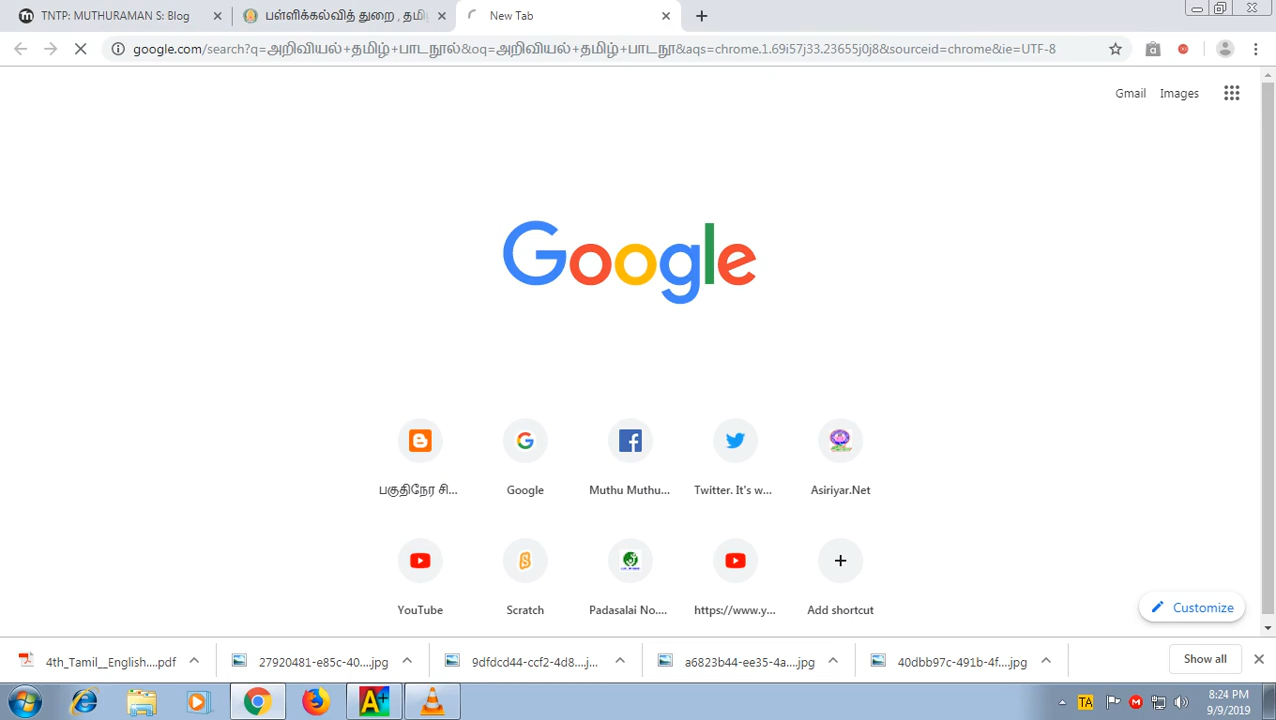 TNTP: MUTHURAMAN S: Blog
பள்ளிக்கல்வித் துறை , தமி
New Tab
google.com/search?q=அறிவியல்+தமிழ்+பாடநூல்&oq=அறிவியல்+தமிழ்+பாடநூ&aqs=chrome.1.69i57j33.23655j0j8&sourceid=chrome&ie=UTF-8
Gmail Images
Google
பகுதிநேர சி... Google Muthu Muthu... Twitter. It's w... Asiriyar.Net
YouTube Scratch Padasalai No.... https://www.y... Add shortcut
Customize
4th_Tamil__English....pdf 27920481-e85c-40....jpg 9dfdcd44-ccf2-4d8....jpg a6823b44-ee35-4a....jpg 40dbb97c-491b-4f....jpg Show all
TA
8:24 PM
9/9/2019